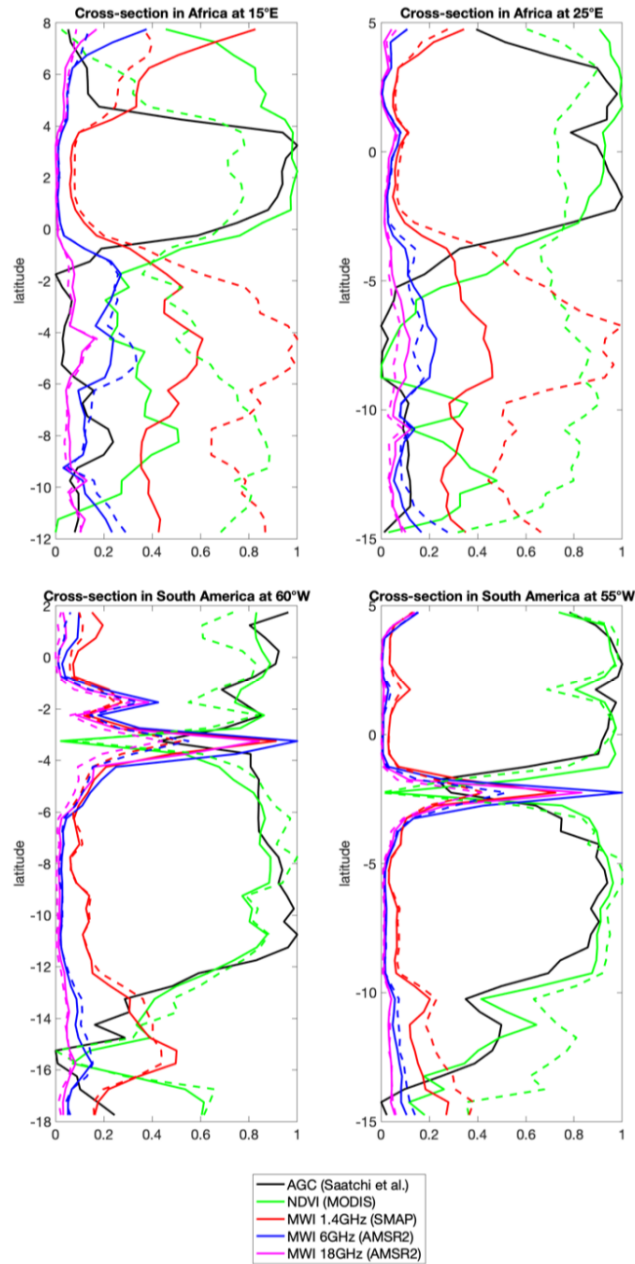 Cross-section in Africa at 15°E
8
6
4
2
0
-2
-4
-6
-8
-10
-12
latitude
0 0.2 0.4 0.6 0.8 1
Cross-section in Africa at 25°E
5
0
-5
-10
-15
latitude
0 0.2 0.4 0.6 0.8 1
Cross-section in South America at 60°W
2
0
-2
-4
-6
-8
-10
-12
-14
-16
-18
latitude
0 0.2 0.4 0.6 0.8 1
Cross-section in South America at 55°W
5
0
-5
-10
-15
latitude
0 0.2 0.4 0.6 0.8 1
AGC (Saatchi et al.)
NDVI (MODIS)
MWI 1.4GHz (SMAP)
MWI 6GHz (AMSR2)
MWI 18GHz (AMSR2)